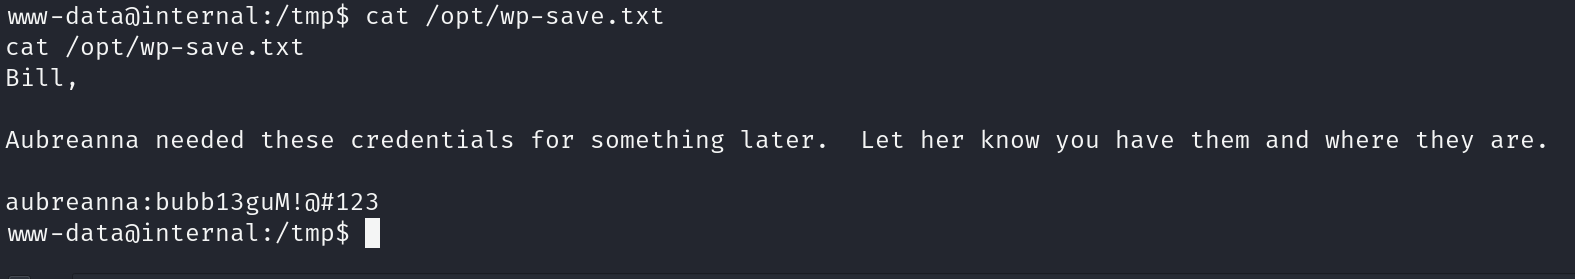 www-data@internal:/tmp$ cat /opt/wp-save.txt
cat /opt/wp-save.txt
Bill,
Aubreanna needed these credentials for something later.  Let her know you have them and where they are.
aubreanna:bubb13guM!@#123
www-data@internal:/tmp$